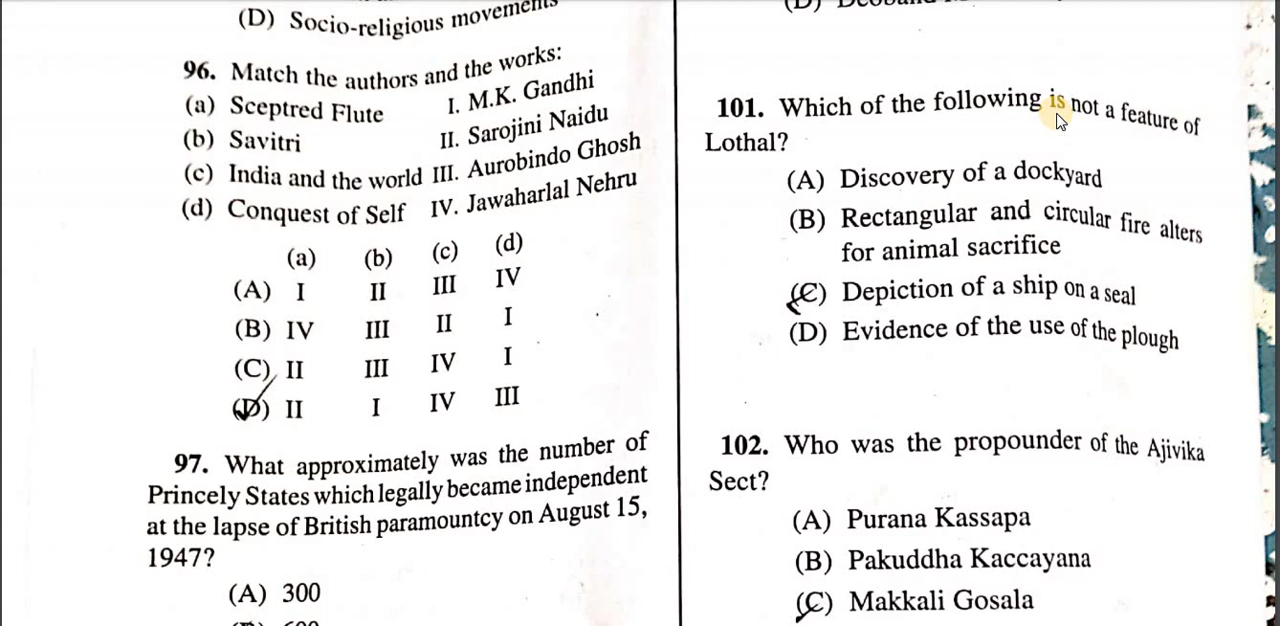 (D) Socio-religious movements
96. Match the authors and the works:
(a) Sceptred Flute I. M.K. Gandhi
(b) Savitri II. Sarojini Naidu
(c) India and the world III. Aurobindo Ghosh
(d) Conquest of Self IV. Jawaharlal Nehru
(a) (b) (c) (d)
(A) I II III IV
(B) IV III II I
(C) II III IV I
(D) II I IV III
97. What approximately was the number of
Princely States which legally became independent
at the lapse of British paramountcy on August 15,
1947?
(A) 300
101. Which of the following is not a feature of
Lothal?
(A) Discovery of a dockyard
(B) Rectangular and circular fire alters
for animal sacrifice
(C) Depiction of a ship on a seal
(D) Evidence of the use of the plough
102. Who was the propounder of the Ajivika
Sect?
(A) Purana Kassapa
(B) Pakuddha Kaccayana
(C) Makkali Gosala